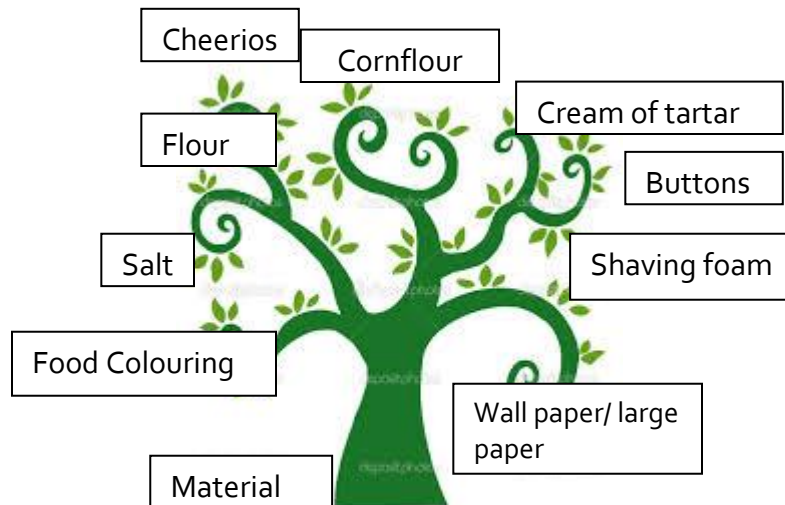 Cheerios
Cornflour
Cream of tartar
Flour
Buttons
Salt
Shaving foam
Food Colouring
Wall paper/ large
paper
Material